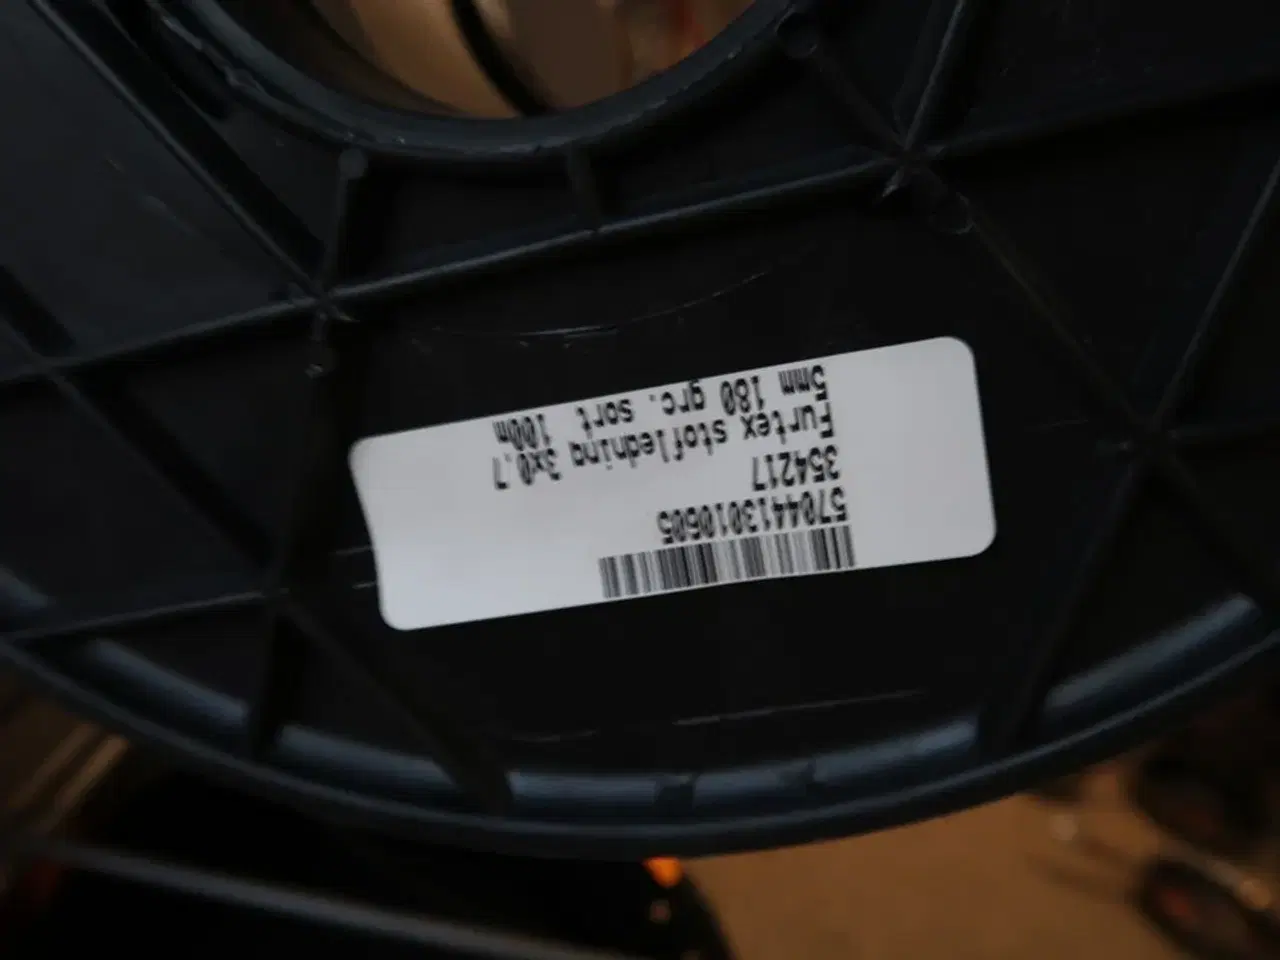 5704413010605
354217
Furtex stofledning 3x0.7
5mm 180 grc. sort 100m